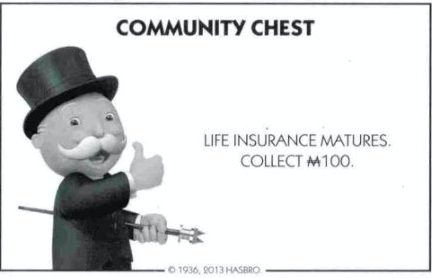 COMMUNITY CHEST
LIFE INSURANCE MATURES.
COLLECT ₩100.
© 1936, 2013 HASBRO.